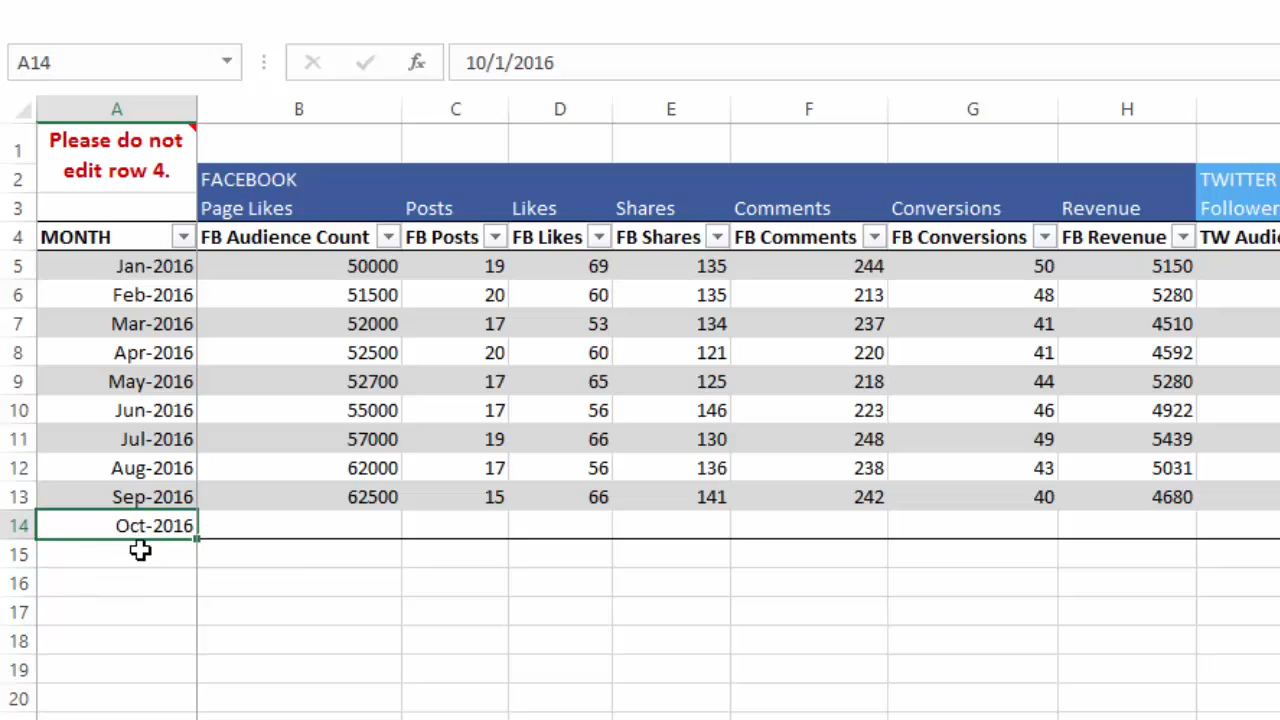 A14 fx 10/1/2016
A B C D E F G H
1 Please do not
edit row 4.
2 FACEBOOK TWITTER
3 Page Likes Posts Likes Shares Comments Conversions Revenue Follower
4 MONTH FB Audience Count FB Posts FB Likes FB Shares FB Comments FB Conversions FB Revenue TW Audi
5 Jan-2016 50000 19 69 135 244 50 5150
6 Feb-2016 51500 20 60 135 213 48 5280
7 Mar-2016 52000 17 53 134 237 41 4510
8 Apr-2016 52500 20 60 121 220 41 4592
9 May-2016 52700 17 65 125 218 44 5280
10 Jun-2016 55000 17 56 146 223 46 4922
11 Jul-2016 57000 19 66 130 248 49 5439
12 Aug-2016 62000 17 56 136 238 43 5031
13 Sep-2016 62500 15 66 141 242 40 4680
14 Oct-2016
15
16
17
18
19
20